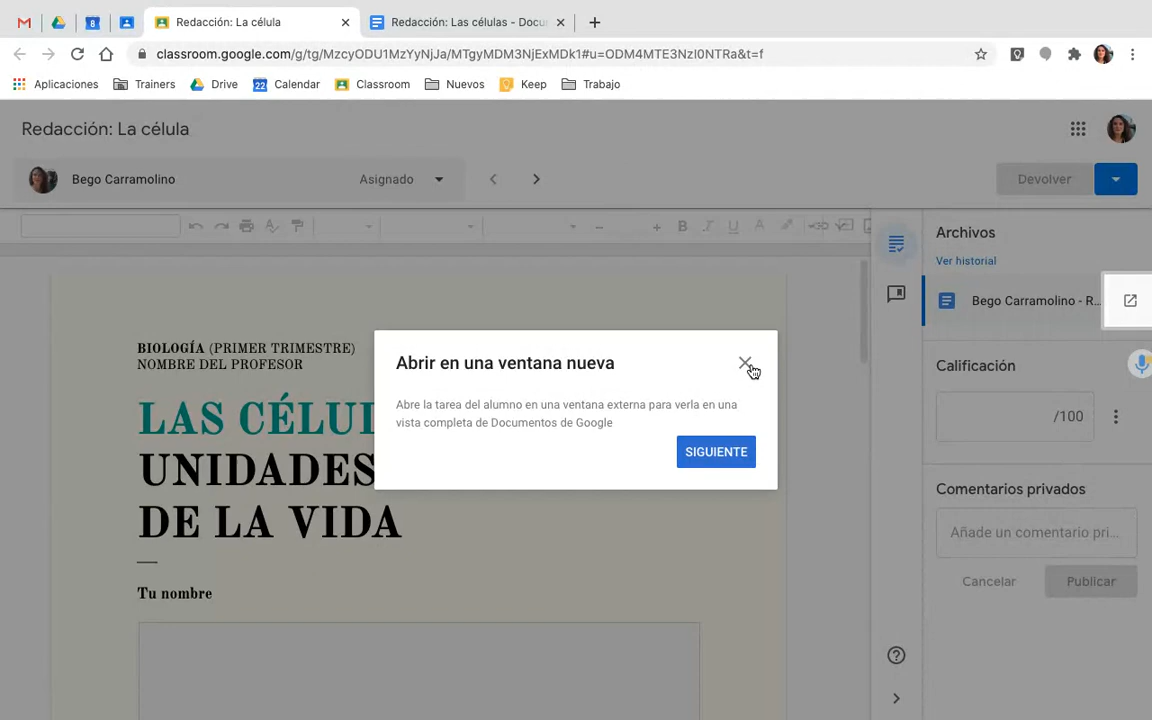 Redacción: La célula
Redacción: Las células - Docu
classroom.google.com/g/tg/MzcyODU1MzYyNjJa/MTgyMDM3NjExMDk1#u=ODM4MTE3NzI0NTRa&t=f
Aplicaciones
Trainers
Drive
22
Calendar
Classroom
Nuevos
Keep
Trabajo
8
Redacción: La célula
Bego Carramolino
Asignado
Devolver
Archivos
Ver historial
Bego Carramolino - R...
Calificación
/100
Comentarios privados
Añade un comentario pri...
Cancelar
Publicar
BIOLOGÍA (PRIMER TRIMESTRE)
NOMBRE DEL PROFESOR
LAS CÉLU
UNIDADES
DE LA VIDA
Tu nombre
Abrir en una ventana nueva
Abre la tarea del alumno en una ventana externa para verla en una
vista completa de Documentos de Google
SIGUIENTE